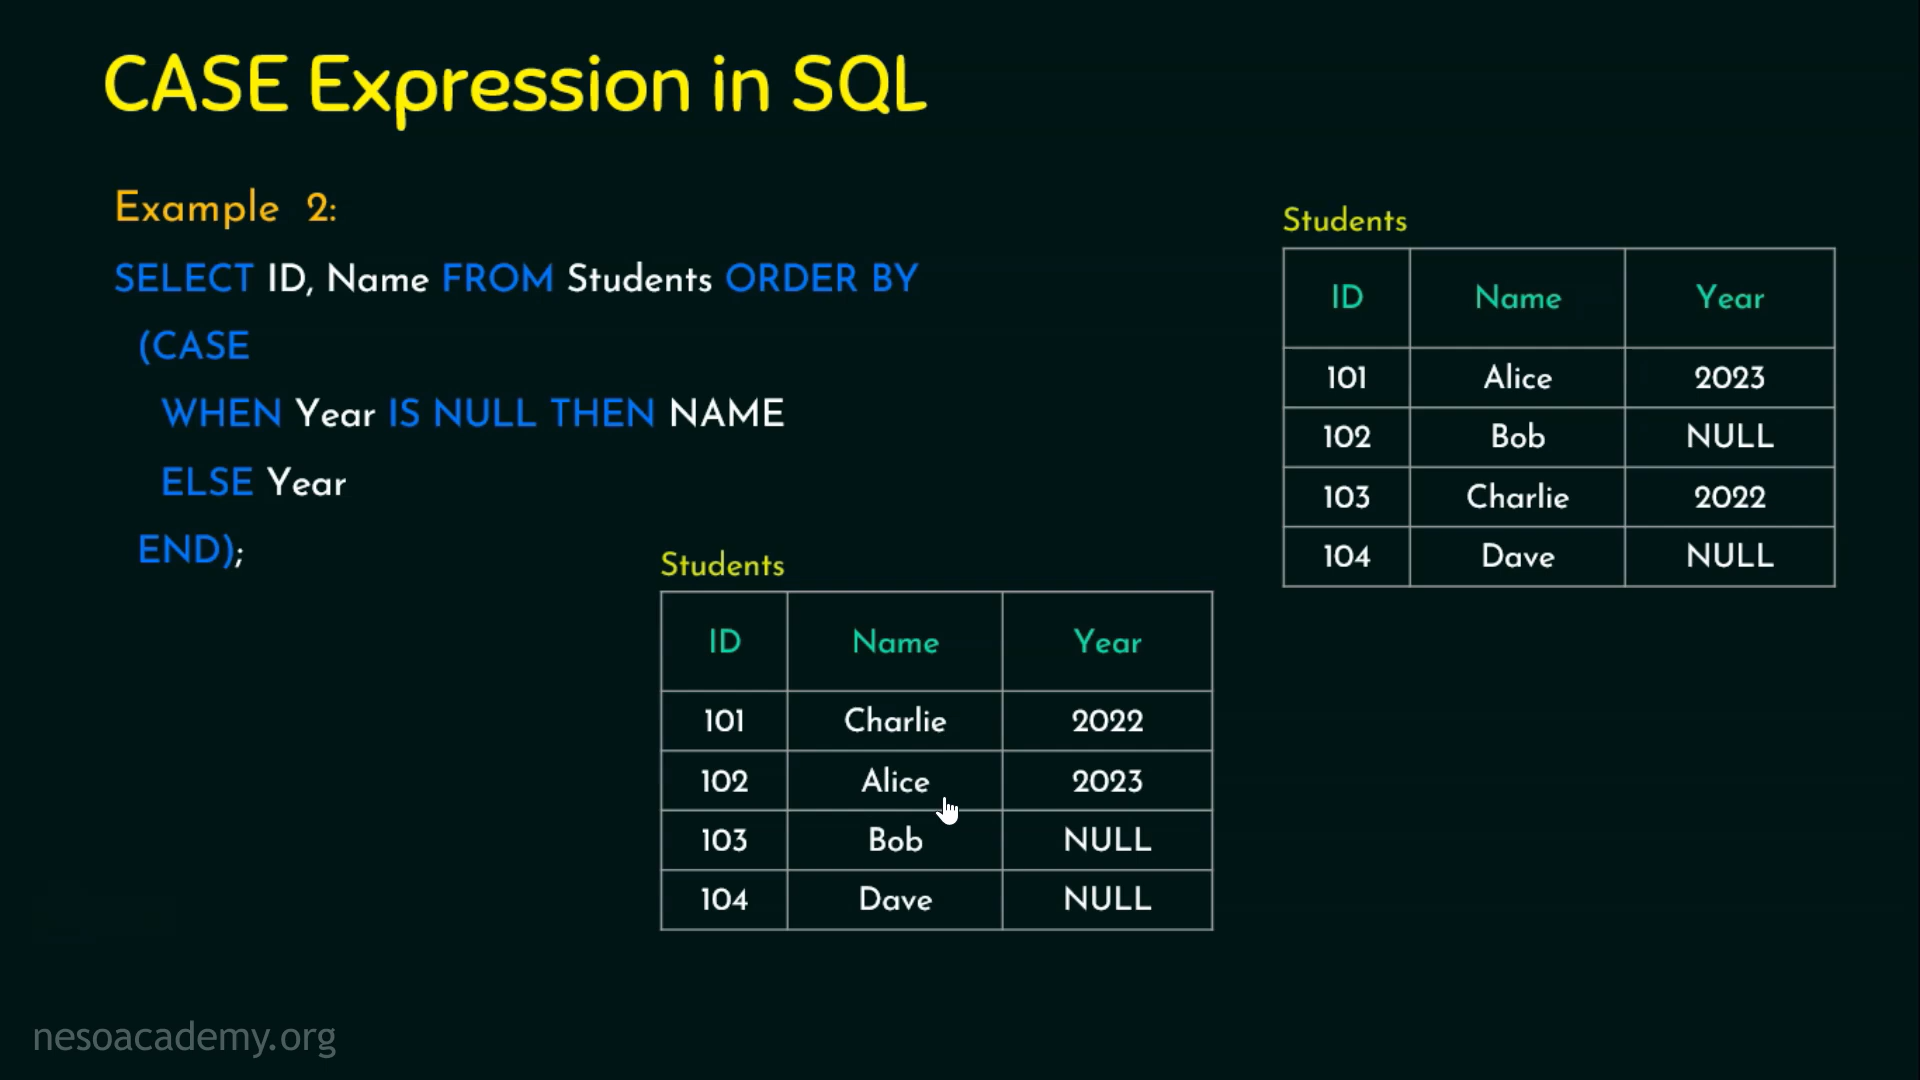 CASE Expression in SQL
Example 2:
SELECT ID, Name FROM Students ORDER BY
(CASE
WHEN Year IS NULL THEN NAME
ELSE Year
END);
Students
ID Name Year
101 Alice 2023
102 Bob NULL
103 Charlie 2022
104 Dave NULL
Students
ID Name Year
101 Charlie 2022
102 Alice 2023
103 Bob NULL
104 Dave NULL
nesoacademy.org